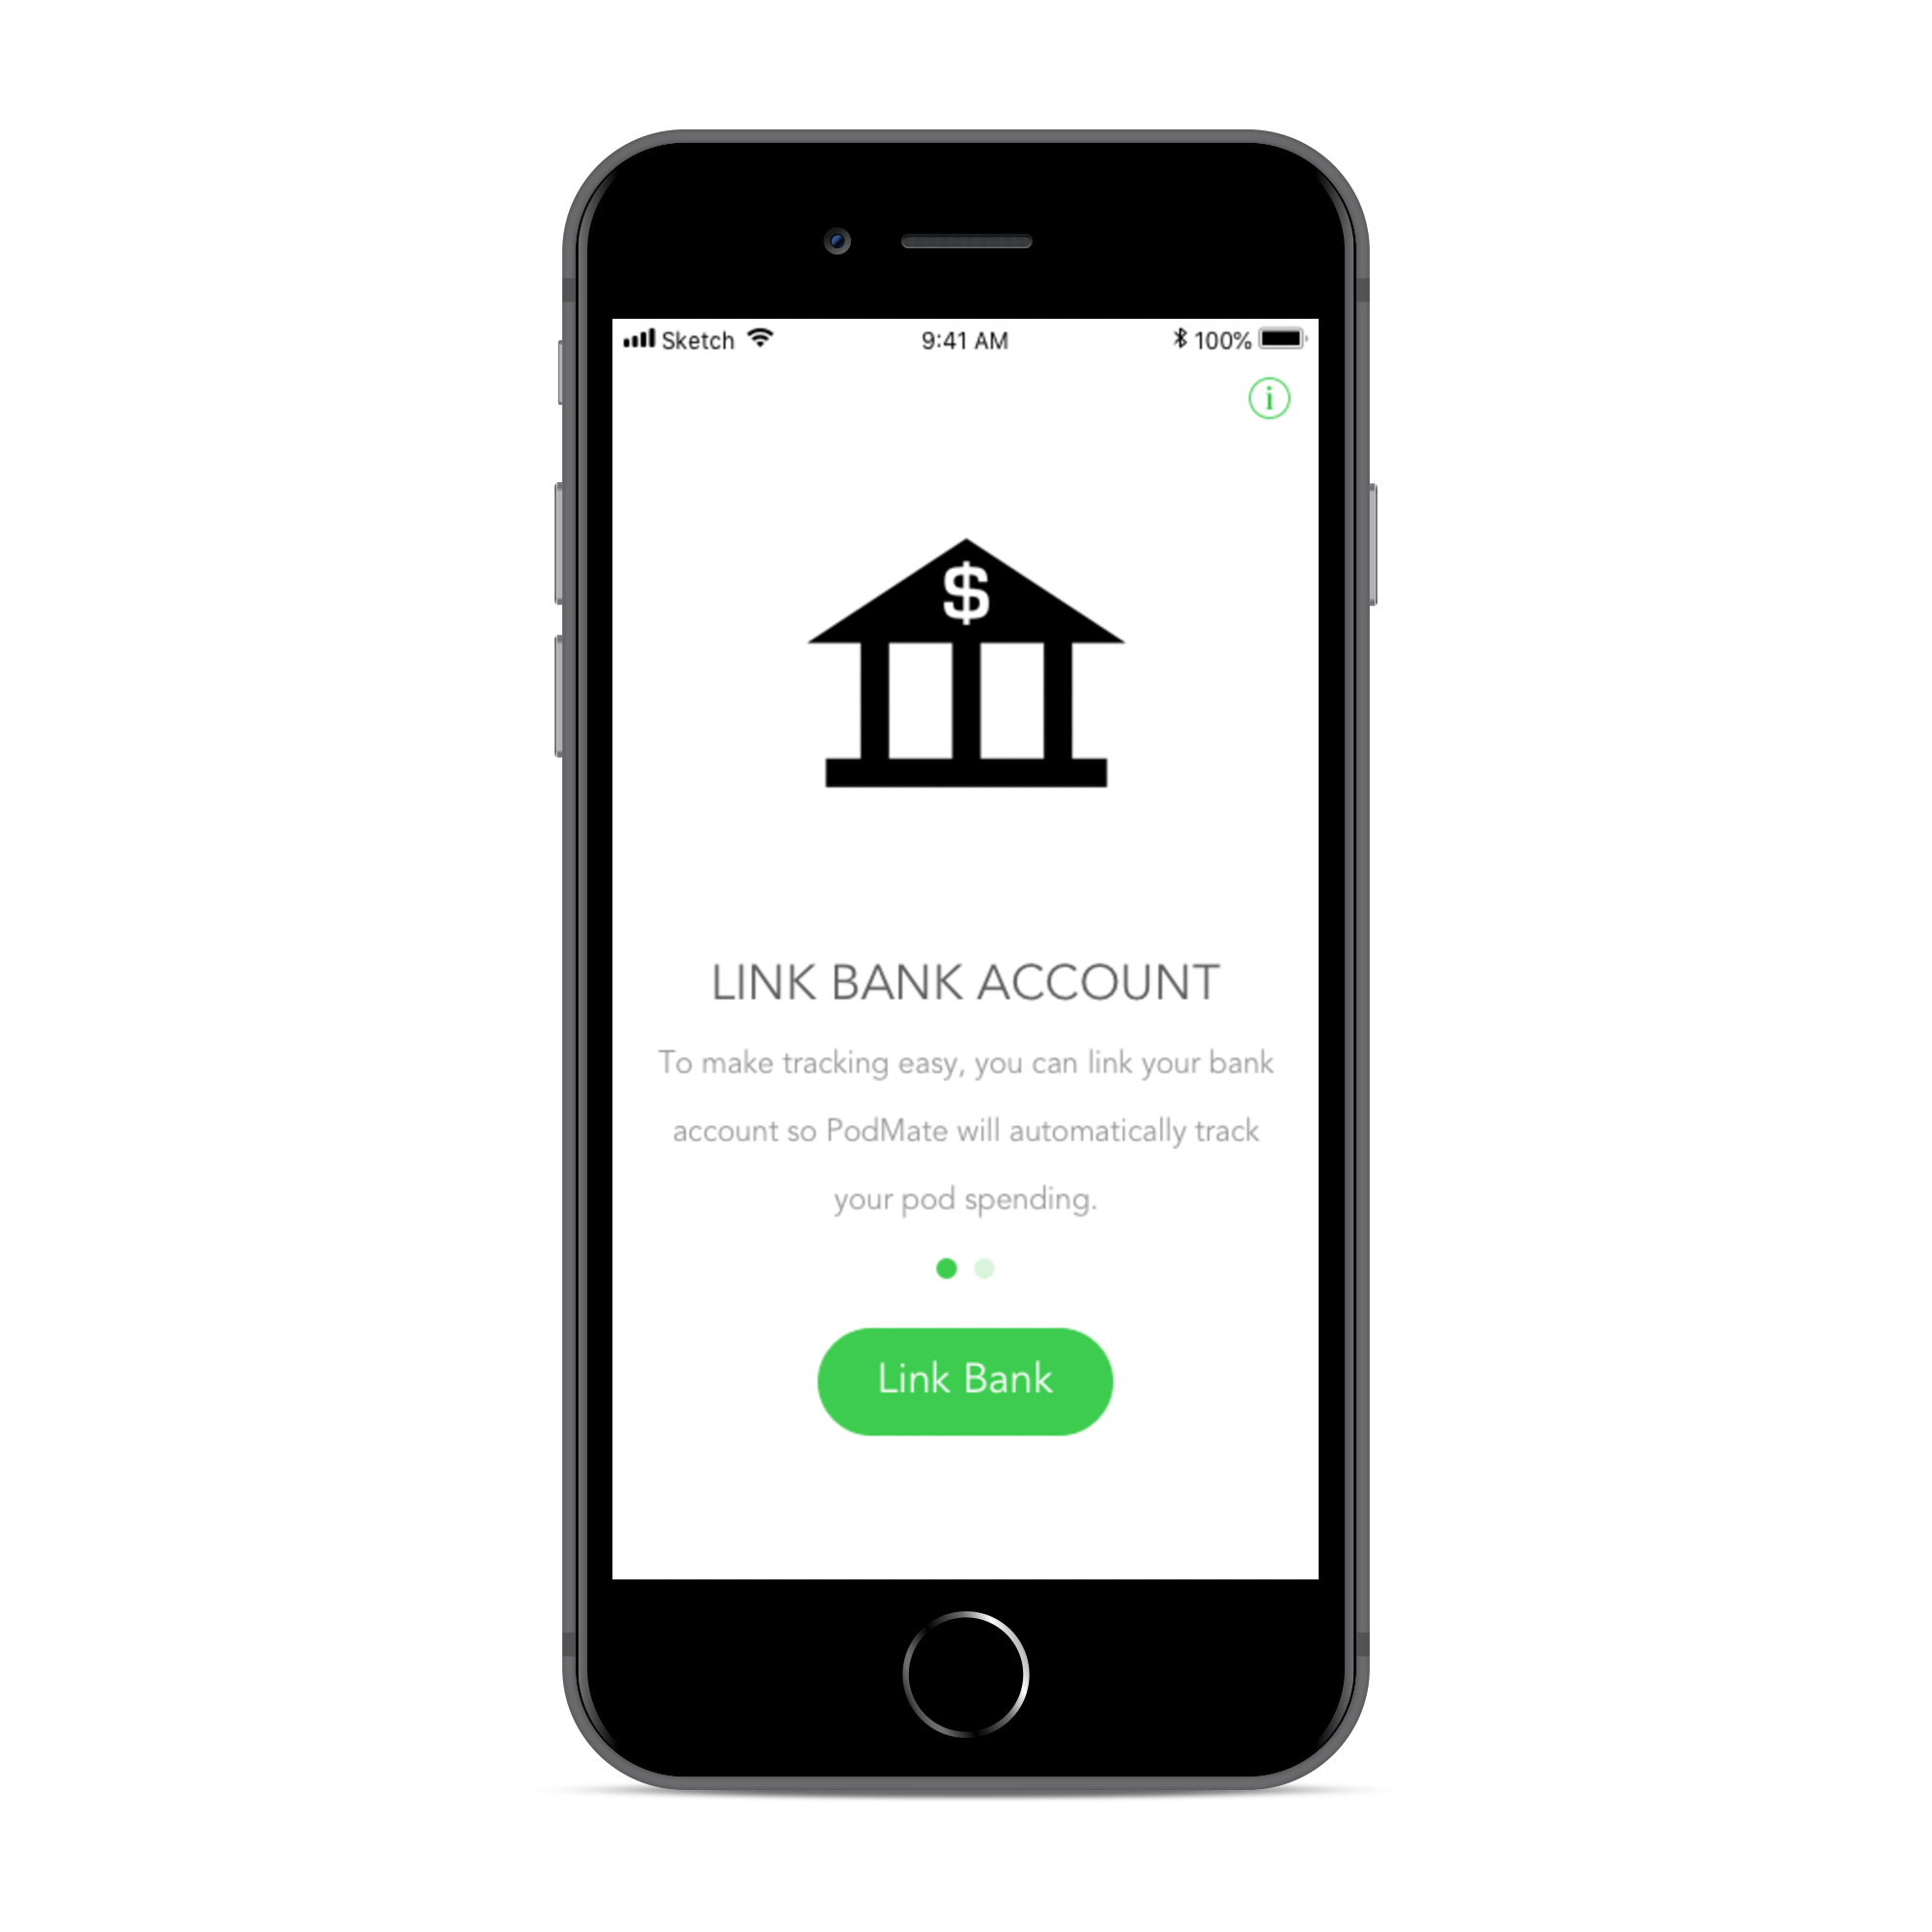 Sketch 9:41 AM 100%
i
$
LINK BANK ACCOUNT
To make tracking easy, you can link your bank
account so PodMate will automatically track
your pod spending.
Link Bank